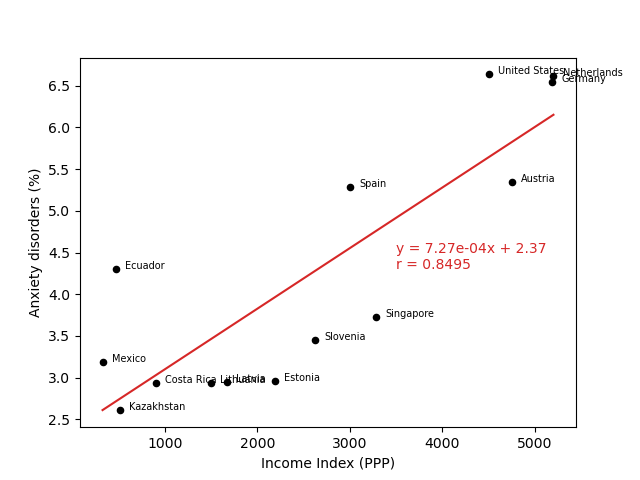 United States
Netherlands
Germany
Austria
Spain
y = 7.27e-04x + 2.37
r = 0.8495
Ecuador
Singapore
Slovenia
Mexico
Costa Rica
Lithuania
Latvia
Estonia
Kazakhstan
6.5
6.0
5.5
5.0
4.5
4.0
3.5
3.0
2.5
Anxiety disorders (%)
1000 2000 3000 4000 5000
Income Index (PPP)